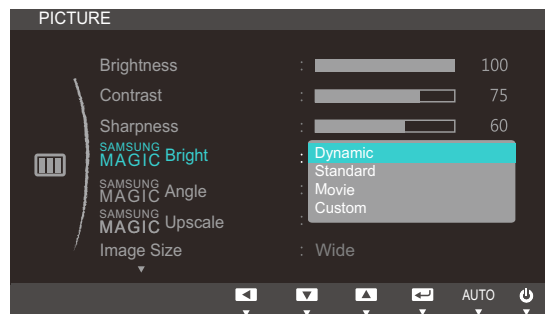 PICTURE
Brightness : 100
Contrast : 75
Sharpness : 60
SAMSUNG MAGIC Bright : Dynamic
Standard
SAMSUNG MAGIC Angle : Movie
Custom
SAMSUNG MAGIC Upscale :
Image Size : Wide
AUTO